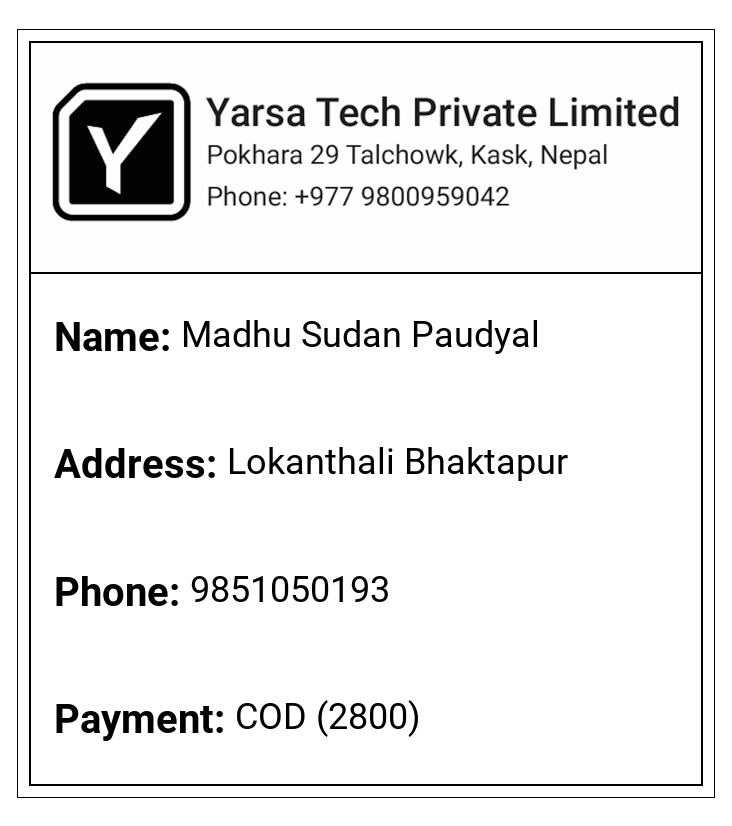 Y
Yarsa Tech Private Limited
Pokhara 29 Talchowk, Kask, Nepal
Phone: +977 9800959042
Name: Madhu Sudan Paudyal
Address: Lokanthali Bhaktapur
Phone: 9851050193
Payment: COD (2800)